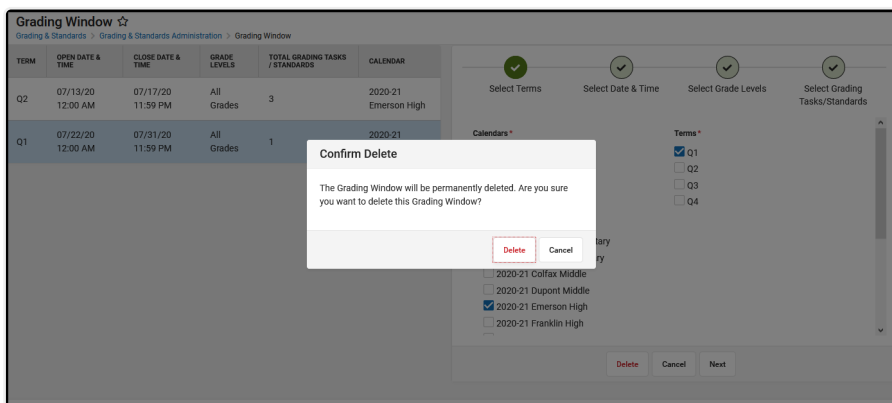 Grading Window
Grading & Standards > Grading & Standards Administration > Grading Window
TERM
OPEN DATE &
TIME
CLOSE DATE &
TIME
GRADE
LEVELS
TOTAL GRADING TASKS
/ STANDARDS
CALENDAR
Q2
07/13/20
12:00 AM
07/17/20
11:59 PM
All
Grades
3
2020-21
Emerson High
Q1
07/22/20
12:00 AM
07/31/20
11:59 PM
All
Grades
1
2020-21
Select Terms
Select Date & Time
Select Grade Levels
Select Grading
Tasks/Standards
Calendars *
Terms *
Q1
Q2
Q3
Q4
2020-21 Colfax Middle
2020-21 Dupont Middle
2020-21 Emerson High
2020-21 Franklin High
Delete
Cancel
Next
Confirm Delete
The Grading Window will be permanently deleted. Are you sure
you want to delete this Grading Window?
Delete
Cancel